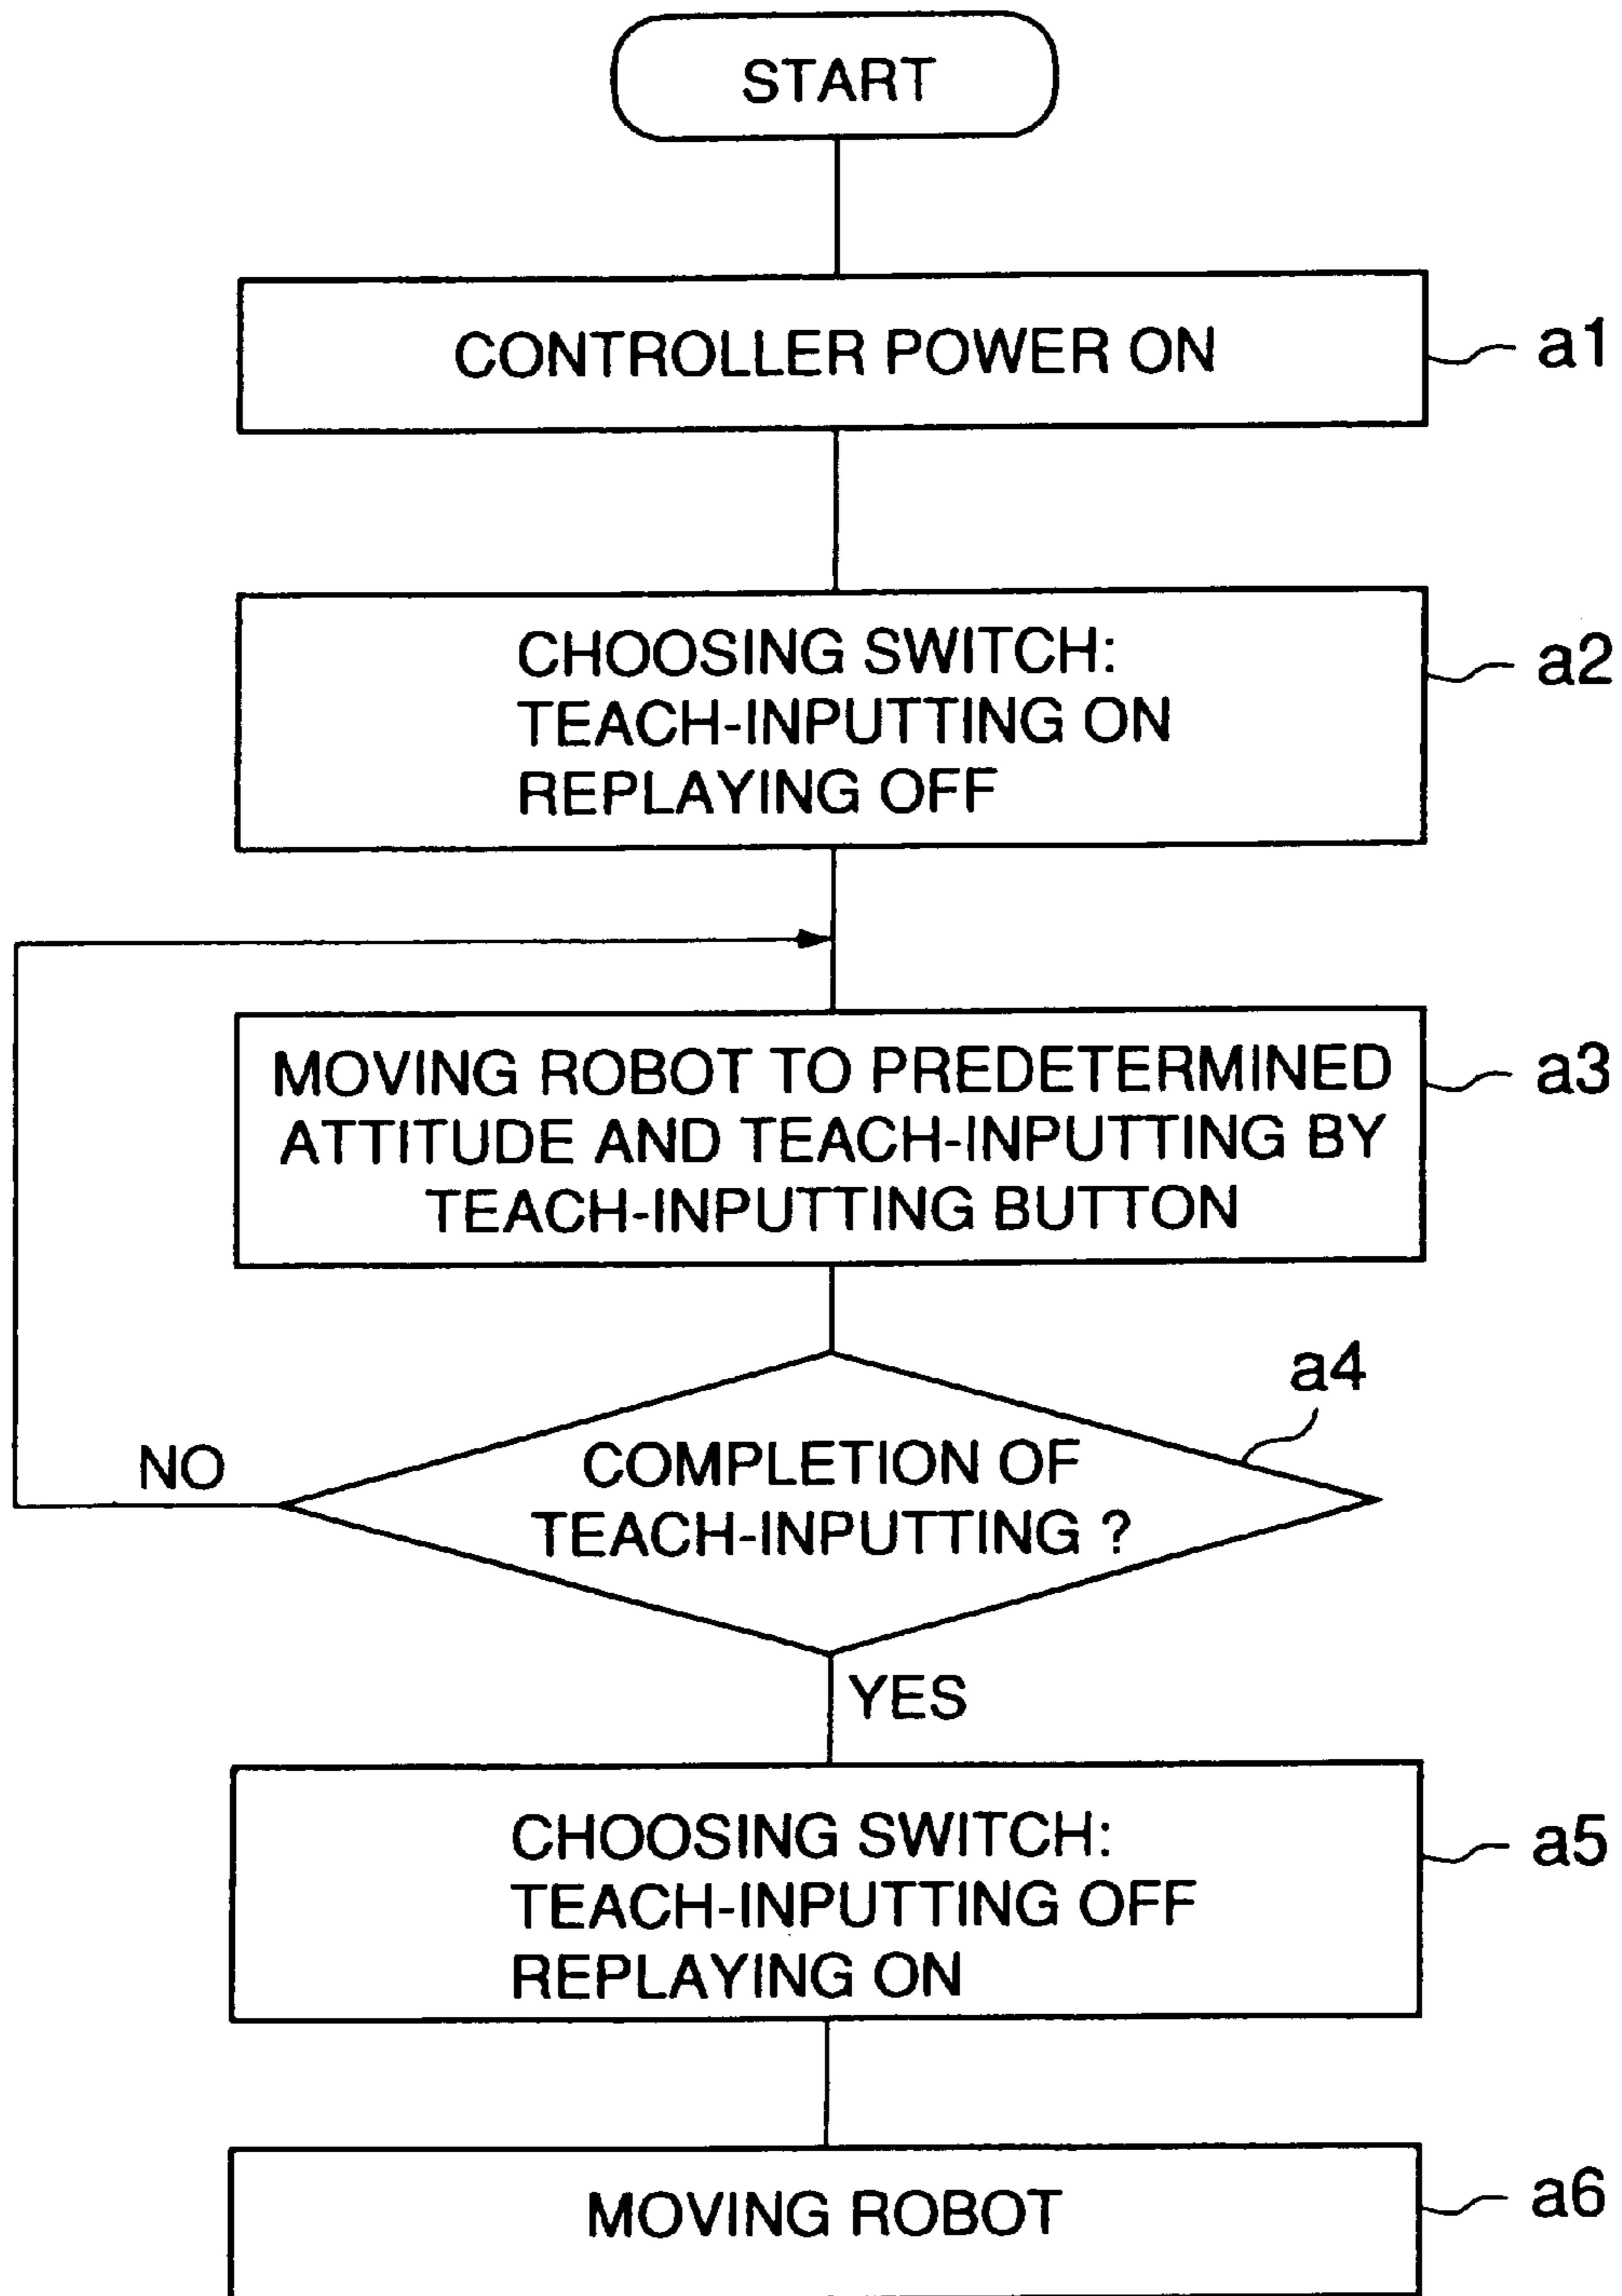 START
CONTROLLER POWER ON
a1
CHOOSING SWITCH:
TEACH-INPUTTING ON
REPLAYING OFF
a2
MOVING ROBOT TO PREDETERMINED
ATTITUDE AND TEACH-INPUTTING BY
TEACH-INPUTTING BUTTON
a3
a4
COMPLETION OF
TEACH-INPUTTING ?
NO
YES
CHOOSING SWITCH:
TEACH-INPUTTING OFF
REPLAYING ON
a5
MOVING ROBOT
a6